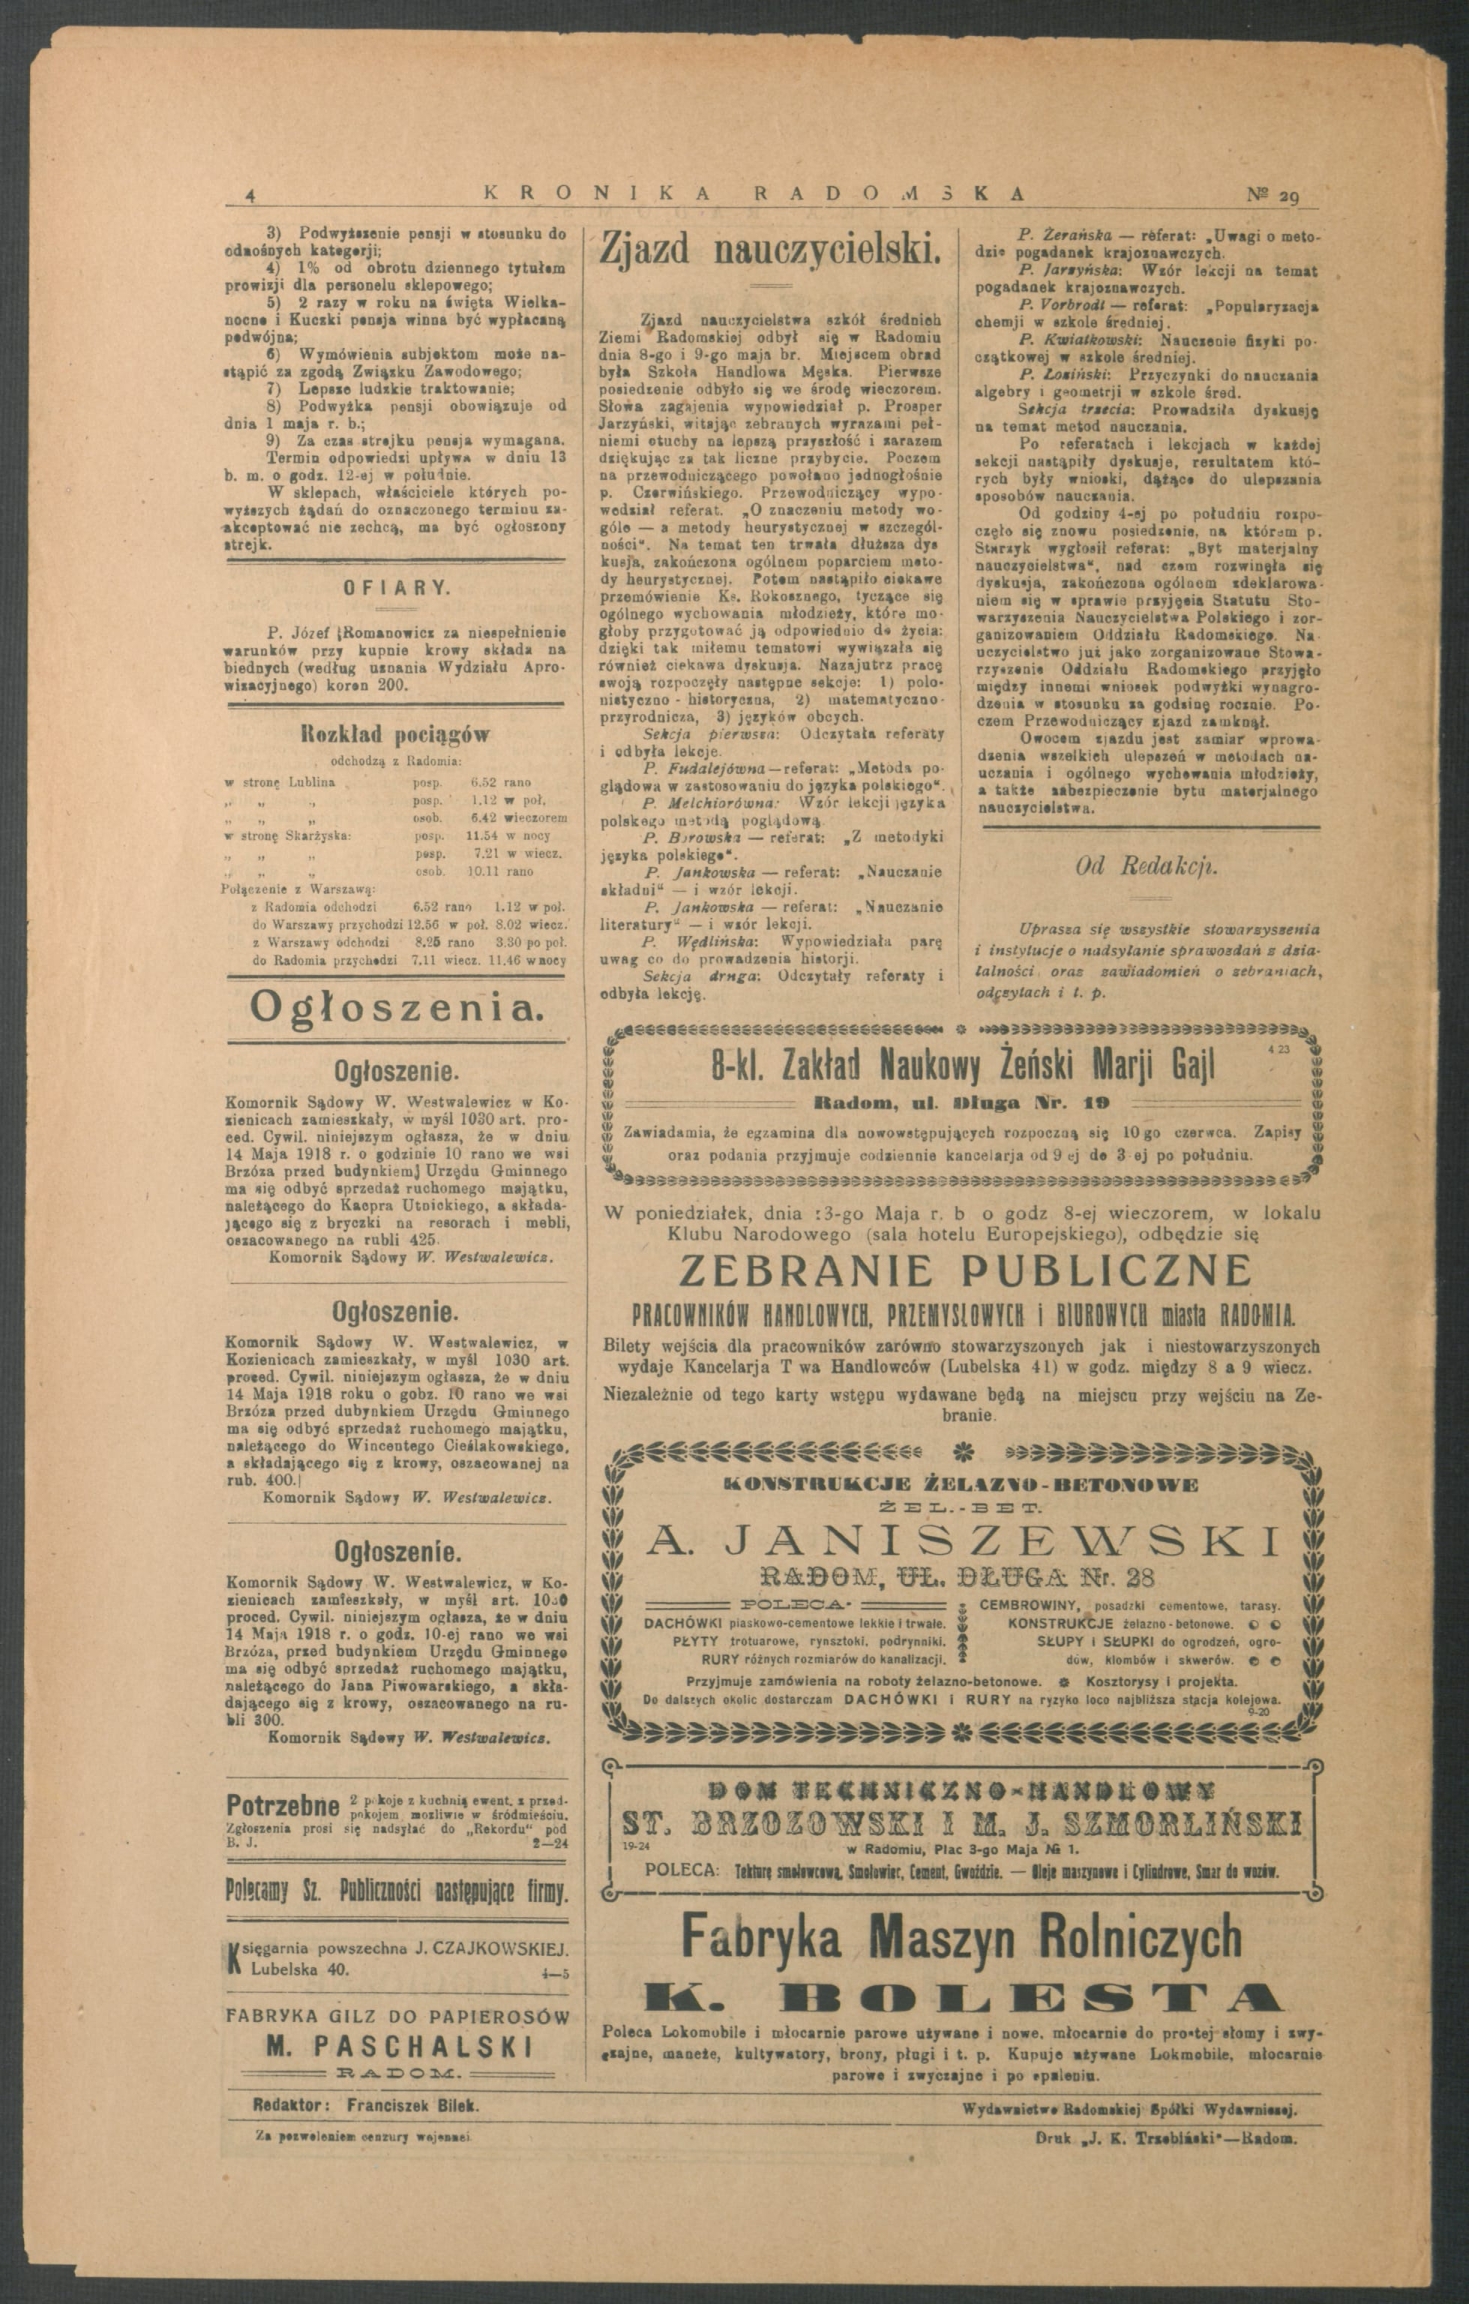 4
KRONIKA RADOMSKA
№ 29
3) Podwyższenie pensji w stosunku do
odnośnych kategorji;
4) 1% od obrotu dziennego tytułem
prowizji dla personelu sklepowego;
5) 2 razy w roku na święta Wielka-
nocne i Kuczki pensja winna być wypłacaną
podwójna;
6) Wymówienia subjektom może na-
stąpić za zgodą Związku Zawodowego;
7) Lepsze ludzkie traktowanie;
8) Podwyżka pensji obowiązuje od
dnia 1 maja r. b.;
9) Za czas strejku pensja wymagana.
Termin odpowiedzi upływa w dniu 13
b. m. o godz. 12-ej w południe.
W sklepach, właściciele których po-
wyższych żądań do oznaczonego terminu za-
akceptować nie zechcą, ma być ogłoszony
strejk.
OFIARY.
P. Józef Romanowicz za niespełnienie
warunków przy kupnie krowy składa na
biednych (według uznania Wydziału Apro-
wizacyjnego) koron 200.
Rozkład pociągów
odchodzą z Radomia:
w stronę Lublina posp. 6.52 rano
„ „ „ posp. 1.12 w poł.
„ „ „ osob. 6.42 wieczorem
w stronę Skarżyska: posp. 11.54 w nocy
„ „ „ posp. 7.21 w wiecz.
„ „ „ osob. 10.11 rano
Połączenie z Warszawą:
z Radomia odchodzi 6.52 rano 1.12 w poł.
do Warszawy przychodzi 12.56 w poł. 8.02 wiecz.
z Warszawy odchodzi 8.25 rano 3.30 po poł.
do Radomia przychodzi 7.11 wiecz. 11.46 w nocy
Ogłoszenia.
Ogłoszenie.
Komornik Sądowy W. Westwalewicz w Ko-
zienicach zamieszkały, w myśl 1030 art. pro-
ced. Cywil. niniejszym ogłasza, że w dniu
14 Maja 1918 r. o godzinie 10 rano we wsi
Brzóza przed budynkiem Urzędu Gminnego
ma się odbyć sprzedaż ruchomego majątku,
należącego do Kacpra Utnickiego, a składa-
jącego się z bryczki na resorach i mebli,
oszacowanego na rubli 425.
Komornik Sądowy W. Westwalewicz.
Ogłoszenie.
Komornik Sądowy W. Westwalewicz, w
Kozienicach zamieszkały, w myśl 1030 art.
proced. Cywil. niniejszym ogłasza, że w dniu
14 Maja 1918 roku o gobz. 10 rano we wsi
Brzóza przed dubynkiem Urzędu Gminnego
ma się odbyć sprzedaż ruchomego majątku,
należącego do Wincentego Cieślakowskiego,
a składającego się z krowy, oszacowanej na
rub. 400.
Komornik Sądowy W. Westwalewicz.
Ogłoszenie.
Komornik Sądowy W. Westwalewicz, w Ko-
zienicach zamfeszkały, w myśl art. 1030
proced. Cywil. niniejszym ogłasza, że w dniu
14 Maja 1918 r. o godz. 10-ej rano we wsi
Brzóza, przed budynkiem Urzędu Gminnego
ma się odbyć sprzedaż ruchomego majątku,
należącego do Jana Piwowarskiego, a skła-
dającego się z krowy, oszacowanego na ru-
bli 300.
Komornik Sądowy W. Westwalewicz.
Potrzebne 2 pokoje z kuchnią ewent. z przed-
pokojem możliwie w śródmieściu.
Zgłoszenia prosi się nadsyłać do „Rekordu" pod
B. J. 2—24
Polecamy Sz. Publiczności następujące firmy.
Księgarnia powszechna J. CZAJKOWSKIEJ.
Lubelska 40. 4—5
FABRYKA GILZ DO PAPIEROSÓW
M. PASCHALSKI
RADOM.
Zjazd nauczycielski.
Zjazd nauczycielstwa szkół średnich
Ziemi Radomskiej odbył się w Radomiu
dnia 8-go i 9-go maja br. Miejscem obrad
była Szkoła Handlowa Męska. Pierwsze
posiedzenie odbyło się we środę wieczorem.
Słowa zagajenia wypowiedział p. Prosper
Jarzyński, witając zebranych wyrazami peł-
niemi otuchy na lepszą przyszłość i zarazem
dziękując za tak liczne przybycie. Poczem
na przewodniczącego powołano jednogłośnie
p. Czerwińskiego. Przewodniczący wypo-
wedział referat. „O znaczeniu metody wo-
góle — a metody heurystycznej w szczegól-
ności". Na temat ten trwała dłuższa dys
kusja, zakończona ogólnem poparciem meto-
dy heurystycznej. Potem nastąpiło ciekawe
przemówienie Ks. Rokosznego, tyczące się
ogólnego wychowania młodzieży, które mo-
głoby przygotować ją odpowiednio do życia:
dzięki tak miłemu tematowi wywiązała się
również ciekawa dyskusja. Nazajutrz pracę
swoją rozpoczęły następne sekcje: 1) polo-
nistyczno - historyczna, 2) matematyczno-
przyrodnicza, 3) języków obcych.
Sekcja pierwsza: Odczytała referaty
i odbyła lekcje.
P. Fudalejówna—referat: „Metoda po-
glądowa w zastosowaniu do języka polskiego".
P. Melchiorówna: Wzór lekcji języka
polskego metodą poglądową.
P. Borowska — referat: „Z metodyki
języka polskiego".
P. Jankowska — referat: „Nauczanie
składni" — i wzór lekcji.
P. Jankowska — referat: „Nauczanie
literatury" — i wzór lekcji.
P. Wędlińska: Wypowiedziała parę
uwag co do prowadzenia historji.
Sekcja druga: Odczytały referaty i
odbyła lekcję.
P. Żerańska — referat: „Uwagi o meto-
dzie pogadanek krajoznawczych.
P. Jarzyńska: Wzór lekcji na temat
pogadanek krajoznawczych.
P. Vorbrodt — referat: „Popularyzacja
chemji w szkole średniej.
P. Kwiatkowski: Nauczenie fizyki po-
czątkowej w szkole średniej.
P. Łoziński: Przyczynki do nauczania
algebry i geometrji w szkole śred.
Sekcja trzecia: Prowadziła dyskusję
na temat metod nauczania.
Po referatach i lekcjach w każdej
sekcji nastąpiły dyskusje, rezultatem któ-
rych były wnioski, dążące do ulepszania
sposobów nauczania.
Od godziny 4-ej po południu rozpo-
częło się znowu posiedzenie, na którem p.
Starzyk wygłosił referat: „Byt materjalny
nauczycielstwa", nad czem rozwinęła się
dyskusja, zakończona ogólnem zdeklarowa-
niem się w sprawie przyjęcia Statutu Sto-
warzyszenia Nauczycielstwa Polskiego i zor-
ganizowaniem Oddziału Radomskiego. Na-
uczycielstwo już jako zorganizowane Stowa-
rzyszenie Oddziału Radomskiego przyjęło
między innemi wniosek podwyżki wynagro-
dzenia w stosunku za godzinę rocznie. Po-
czem Przewodniczący zjazd zamknął.
Owocem zjazdu jest zamiar wprowa-
dzenia wszelkich ulepszeń w metodach na-
uczania i ogólnego wychowania młodzieży,
a także zabezpieczenie bytu materjalnego
nauczycielstwa.
Od Redakcji.
Uprasza się wszystkie stowarzyszenia
i instytucje o nadsyłanie sprawozdań z dzia-
łalności oraz zawiadomień o zebraniach,
odczytach i t. p.
8-kl. Zakład Naukowy Żeński Marji Gajl
4 23
Radom, ul. Długa Nr. 19
Zawiadamia, że egzamina dla nowowstępujących rozpoczną się 10 go czerwca. Zapisy
oraz podania przyjmuje codziennie kancelarja od 9 ej do 3 ej po południu.
W poniedziałek, dnia 13-go Maja r. b o godz 8-ej wieczorem, w lokalu
Klubu Narodowego (sala hotelu Europejskiego), odbędzie się
ZEBRANIE PUBLICZNE
PRACOWNIKÓW HANDLOWYCH, PRZEMYSŁOWYCH i BIUROWYCH miasta RADOMIA.
Bilety wejścia dla pracowników zarówno stowarzyszonych jak i niestowarzyszonych
wydaje Kancelarja T wa Handlowców (Lubelska 41) w godz. między 8 a 9 wiecz.
Niezależnie od tego karty wstępu wydawane będą na miejscu przy wejściu na Ze-
branie.
KONSTRUKCJE ŻELAZNO-BETONOWE
ŻEL.-BET.
A. JANISZEWSKI
RADOM, UL. DŁUGA Nr. 28
POLECA:
DACHÓWKI piaskowo-cementowe lekkie i trwałe.
PŁYTY trotuarowe, rynsztoki, podrynniki.
RURY różnych rozmiarów do kanalizacji.
CEMBROWINY, posadzki cementowe, tarasy.
KONSTRUKCJE żelazno-betonowe.
SŁUPY i SŁUPKI do ogrodzeń, ogro-
dów, klombów i skwerów.
Przyjmuje zamówienia na roboty żelazno-betonowe. Kosztorysy i projekta.
Do dalszych okolic dostarczam DACHÓWKI i RURY na ryzyko loco najbliższa stacja kolejowa.
9-20
DOM TECHNICZNO-HANDLOWY
ST. BRZOZOWSKI I M. J. SZMORLIŃSKI
19-24
w Radomiu, Plac 3-go Maja № 1.
POLECA: Tekturę smołowcową, Smołowiec, Cement, Gwoździe. — Oleje maszynowe i Cylindrowe, Smar do wozów.
Fabryka Maszyn Rolniczych
K. BOLESTA
Poleca Lokomobile i młocarnie parowe używane i nowe. młocarnie do prostej słomy i zwy-
czajne, maneże, kultywatory, brony, pługi i t. p. Kupuje używane Lokmobile, młocarnie
parowe i zwyczajne i po spaleniu.
Redaktor: Franciszek Bilek.
Wydawnictwo Radomskiej Spółki Wydawniczej.
Za pozwoleniem cenzury wojennej.
Druk „J. K. Trzebiński"—Radom.